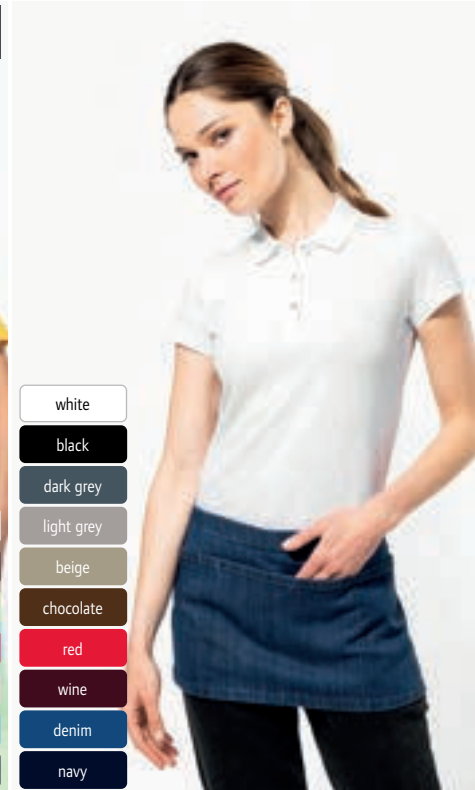 white
black
dark grey
light grey
beige
chocolate
red
wine
denim
navy